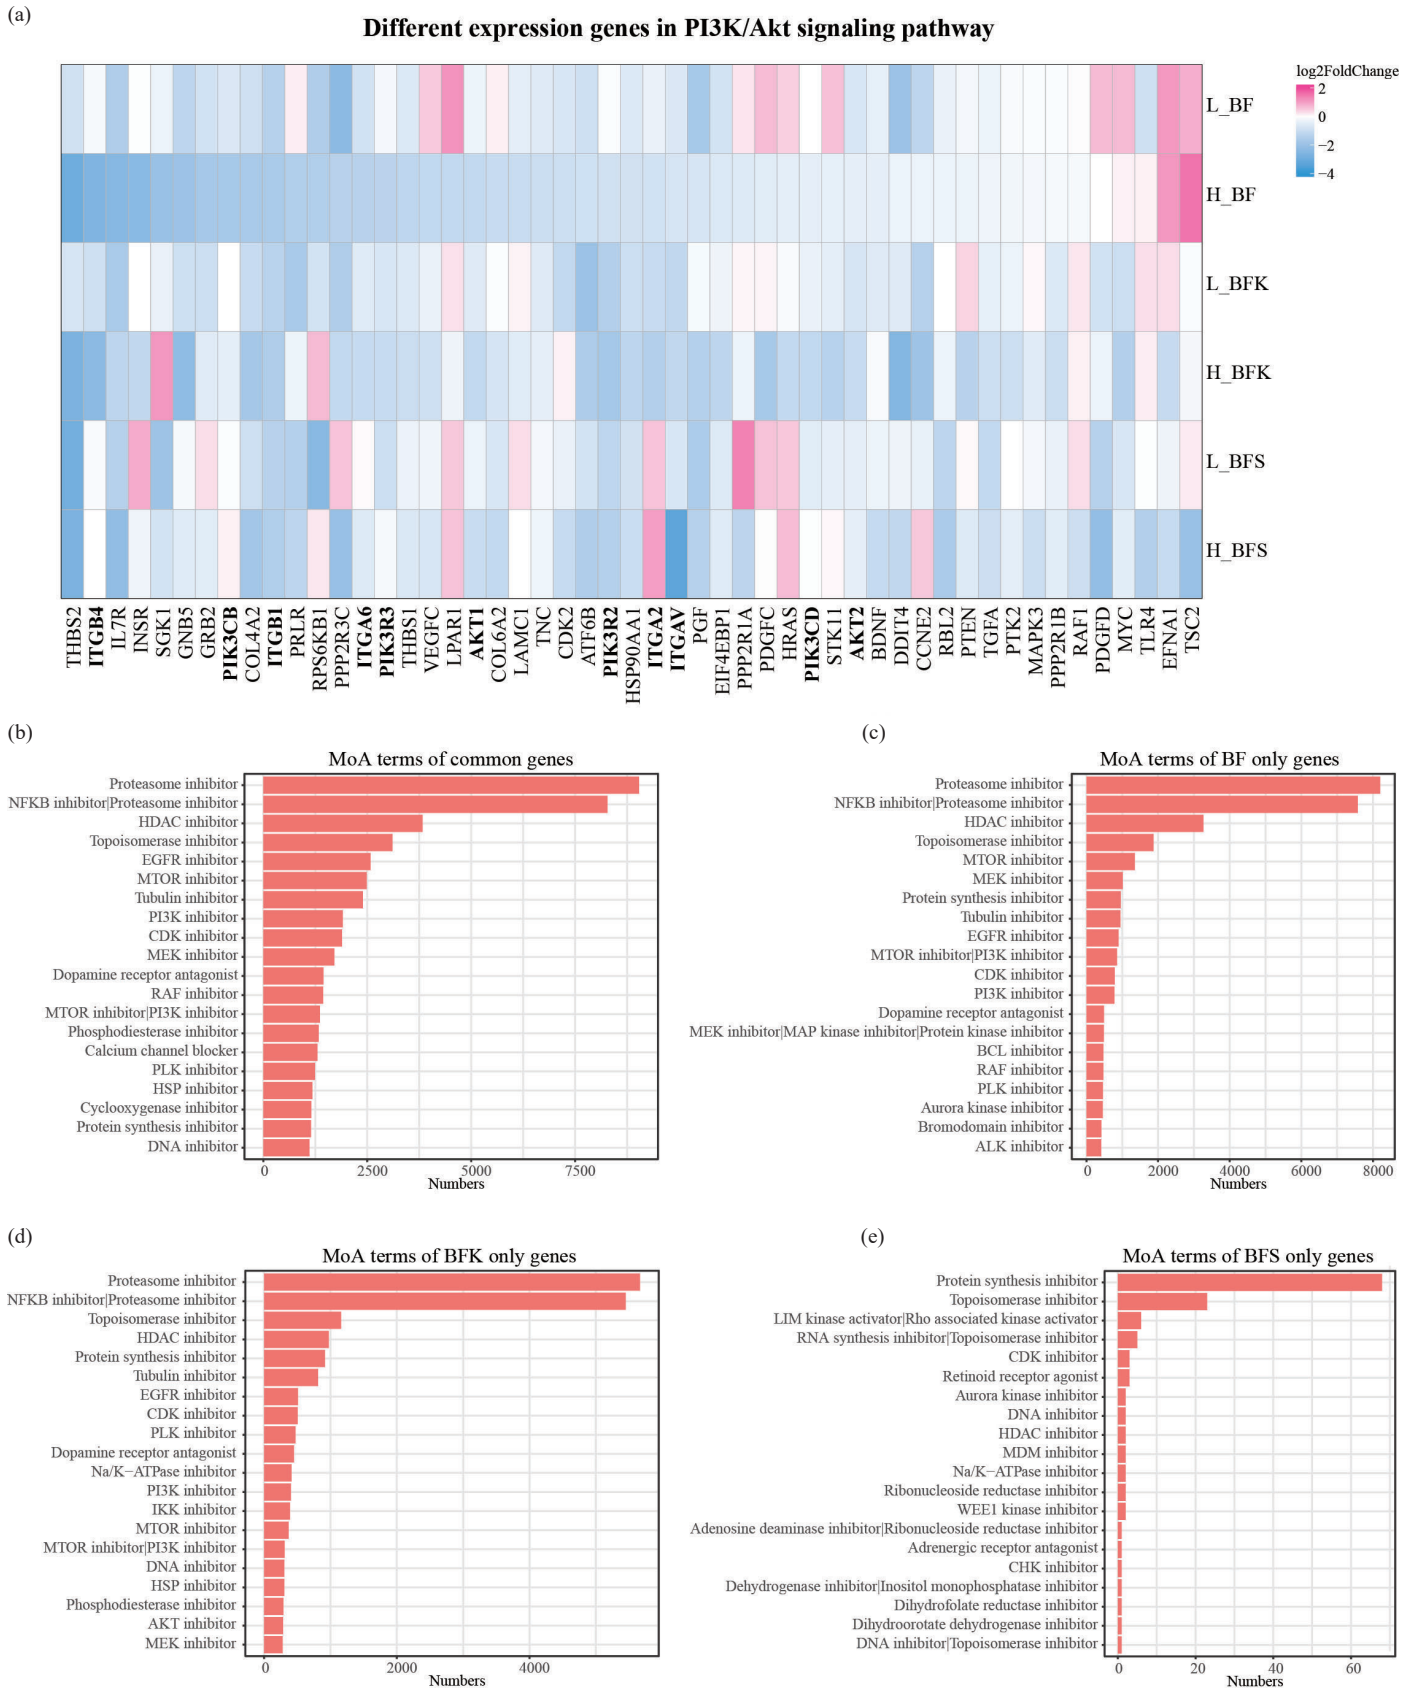 (a)
Different expression genes in PI3K/Akt signaling pathway
log2FoldChange
2
0
−2
−4
L_BF
H_BF
L_BFK
H_BFK
L_BFS
H_BFS
THBS2
ITGB4
IL7R
INSR
SGK1
GNB5
GRB2
PIK3CB
COL4A2
ITGB1
PRLR
RPS6KB1
PPP2R3C
ITGA6
PIK3R3
THBS1
VEGFC
LPAR1
AKT1
COL6A2
LAMC1
TNC
CDK2
ATF6B
PIK3R2
HSP90AA1
ITGA2
ITGAV
PGF
EIF4EBP1
PPP2R1A
PDGFC
HRAS
PIK3CD
STK11
AKT2
BDNF
DDIT4
CCNE2
RBL2
PTEN
TGFA
PTK2
MAPK3
PPP2R1B
RAF1
PDGFD
MYC
TLR4
EFNA1
TSC2
(b)
MoA terms of common genes
Proteasome inhibitor
NFKB inhibitor|Proteasome inhibitor
HDAC inhibitor
Topoisomerase inhibitor
EGFR inhibitor
MTOR inhibitor
Tubulin inhibitor
PI3K inhibitor
CDK inhibitor
MEK inhibitor
Dopamine receptor antagonist
RAF inhibitor
MTOR inhibitor|PI3K inhibitor
Phosphodiesterase inhibitor
Calcium channel blocker
PLK inhibitor
HSP inhibitor
Cyclooxygenase inhibitor
Protein synthesis inhibitor
DNA inhibitor
0 2500 5000 7500
Numbers
(c)
MoA terms of BF only genes
Proteasome inhibitor
NFKB inhibitor|Proteasome inhibitor
HDAC inhibitor
Topoisomerase inhibitor
MTOR inhibitor
MEK inhibitor
Protein synthesis inhibitor
Tubulin inhibitor
EGFR inhibitor
MTOR inhibitor|PI3K inhibitor
CDK inhibitor
PI3K inhibitor
Dopamine receptor antagonist
MEK inhibitor|MAP kinase inhibitor|Protein kinase inhibitor
BCL inhibitor
RAF inhibitor
PLK inhibitor
Aurora kinase inhibitor
Bromodomain inhibitor
ALK inhibitor
0 2000 4000 6000 8000
Numbers
(d)
MoA terms of BFK only genes
Proteasome inhibitor
NFKB inhibitor|Proteasome inhibitor
Topoisomerase inhibitor
HDAC inhibitor
Protein synthesis inhibitor
Tubulin inhibitor
EGFR inhibitor
CDK inhibitor
PLK inhibitor
Dopamine receptor antagonist
Na/K−ATPase inhibitor
PI3K inhibitor
IKK inhibitor
MTOR inhibitor
MTOR inhibitor|PI3K inhibitor
DNA inhibitor
HSP inhibitor
Phosphodiesterase inhibitor
AKT inhibitor
MEK inhibitor
0 2000 4000
Numbers
(e)
MoA terms of BFS only genes
Protein synthesis inhibitor
Topoisomerase inhibitor
LIM kinase activator|Rho associated kinase activator
RNA synthesis inhibitor|Topoisomerase inhibitor
CDK inhibitor
Retinoid receptor agonist
Aurora kinase inhibitor
DNA inhibitor
HDAC inhibitor
MDM inhibitor
Na/K−ATPase inhibitor
Ribonucleoside reductase inhibitor
WEE1 kinase inhibitor
Adenosine deaminase inhibitor|Ribonucleoside reductase inhibitor
Adrenergic receptor antagonist
CHK inhibitor
Dehydrogenase inhibitor|Inositol monophosphatase inhibitor
Dihydrofolate reductase inhibitor
Dihydroorotate dehydrogenase inhibitor
DNA inhibitor|Topoisomerase inhibitor
0 20 40 60
Numbers